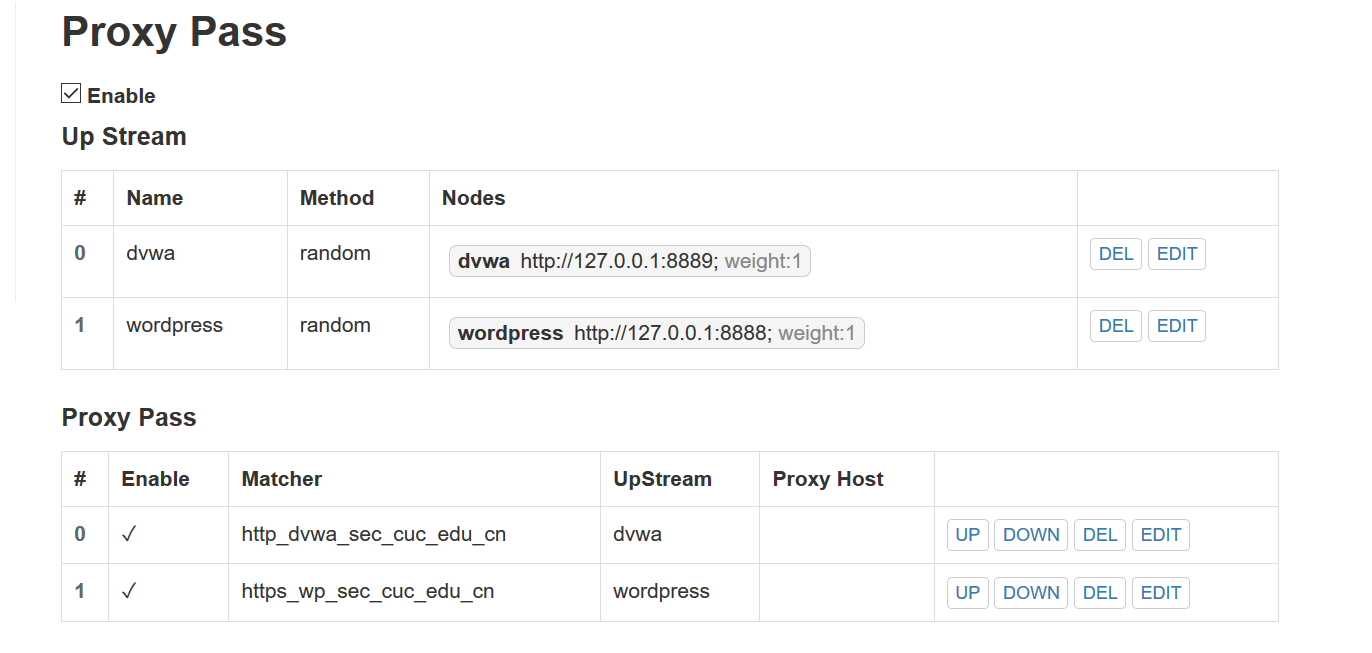 Proxy Pass
Enable
Up Stream
# Name Method Nodes
0 dvwa random dvwa http://127.0.0.1:8889; weight:1 DEL EDIT
1 wordpress random wordpress http://127.0.0.1:8888; weight:1 DEL EDIT
Proxy Pass
# Enable Matcher UpStream Proxy Host
0 ✓ http_dvwa_sec_cuc_edu_cn dvwa UP DOWN DEL EDIT
1 ✓ https_wp_sec_cuc_edu_cn wordpress UP DOWN DEL EDIT